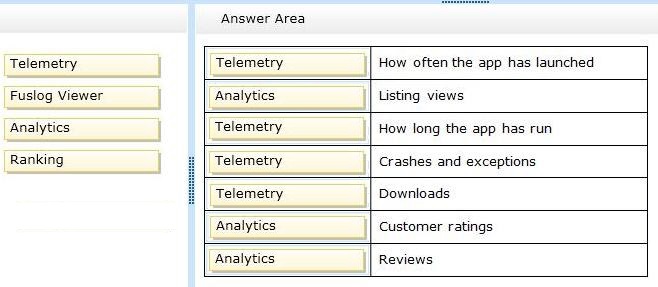 Answer Area
Telemetry
Fuslog Viewer
Analytics
Ranking
Telemetry How often the app has launched
Analytics Listing views
Telemetry How long the app has run
Telemetry Crashes and exceptions
Telemetry Downloads
Analytics Customer ratings
Analytics Reviews